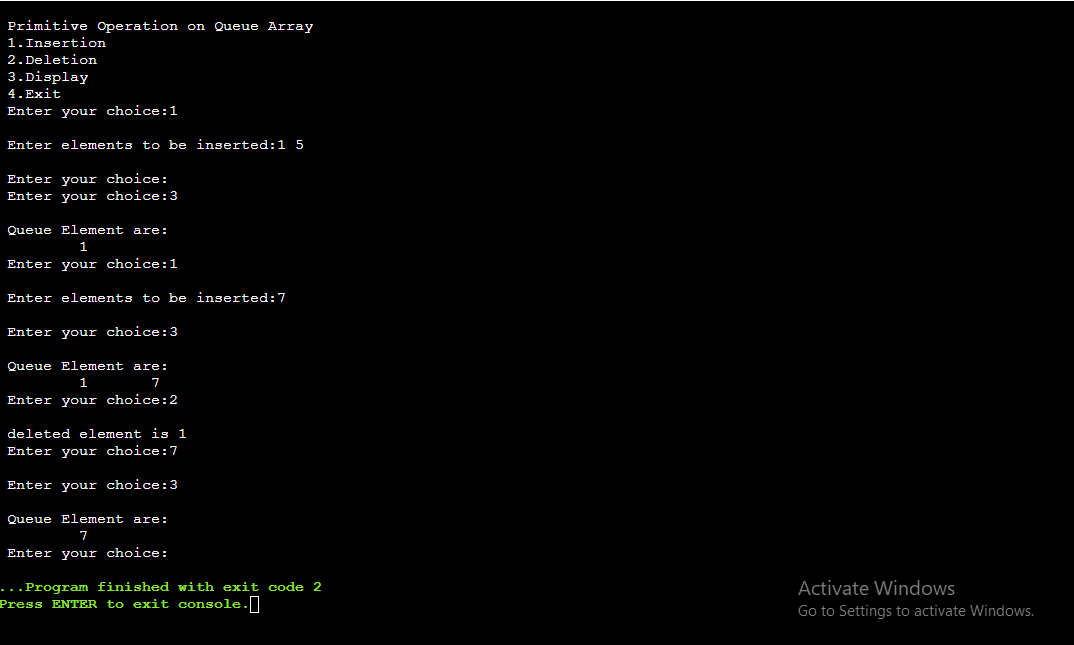 Primitive Operation on Queue Array
1.Insertion
2.Deletion
3.Display
4.Exit
Enter your choice:1
Enter elements to be inserted:1 5
Enter your choice:
Enter your choice:3
Queue Element are:
1
Enter your choice:1
Enter elements to be inserted:7
Enter your choice:3
Queue Element are:
1 7
Enter your choice:2
deleted element is 1
Enter your choice:7
Enter your choice:3
Queue Element are:
7
Enter your choice:
...Program finished with exit code 2
Press ENTER to exit console.
Activate Windows
Go to Settings to activate Windows.